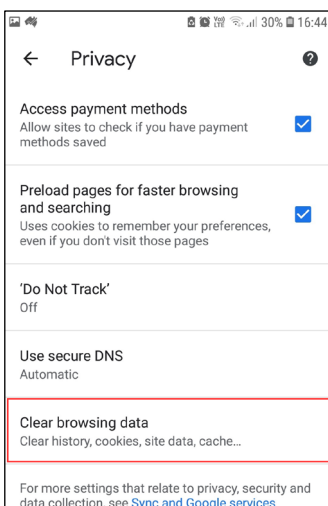 30% 16:44
Privacy
Access payment methods
Allow sites to check if you have payment
methods saved
Preload pages for faster browsing
and searching
Uses cookies to remember your preferences,
even if you don't visit those pages
'Do Not Track'
Off
Use secure DNS
Automatic
Clear browsing data
Clear history, cookies, site data, cache...
For more settings that relate to privacy, security and
data collection, see Sync and Google services